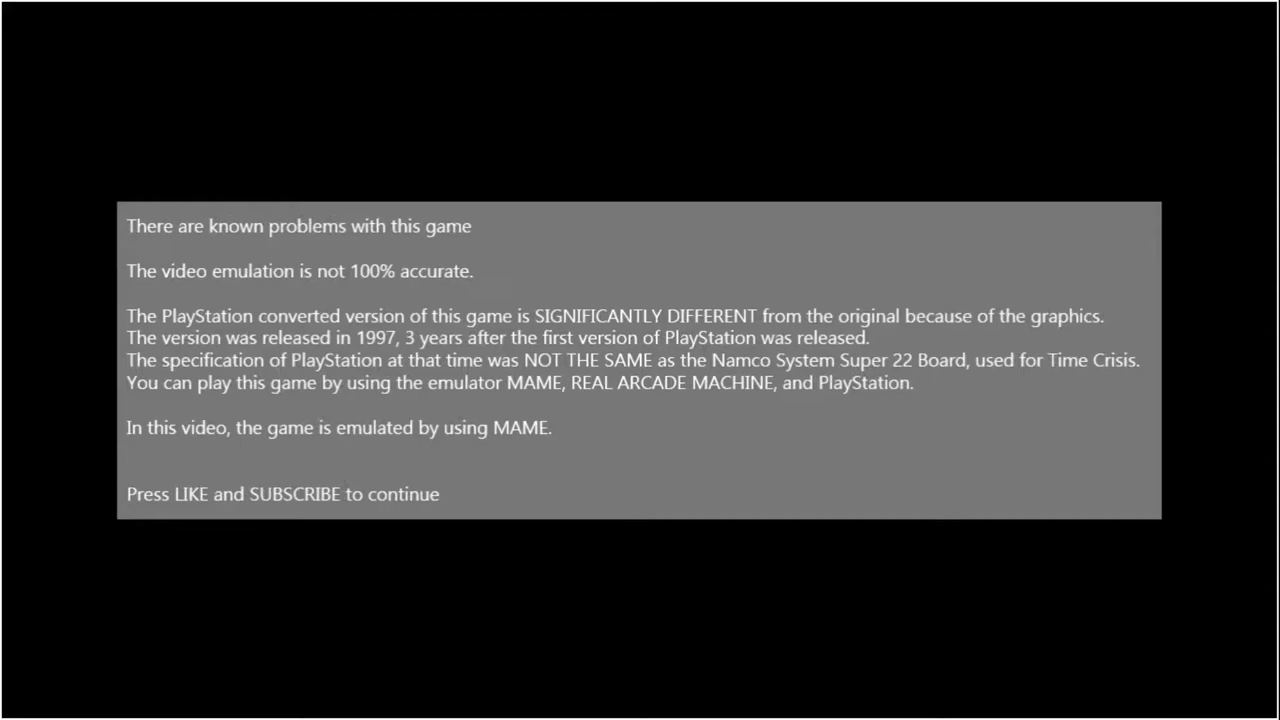 There are known problems with this game
The video emulation is not 100% accurate.
The PlayStation converted version of this game is SIGNIFICANTLY DIFFERENT from the original because of the graphics.
The version was released in 1997, 3 years after the first version of PlayStation was released.
The specification of PlayStation at that time was NOT THE SAME as the Namco System Super 22 Board, used for Time Crisis.
You can play this game by using the emulator MAME, REAL ARCADE MACHINE, and PlayStation.
In this video, the game is emulated by using MAME.
Press LIKE and SUBSCRIBE to continue